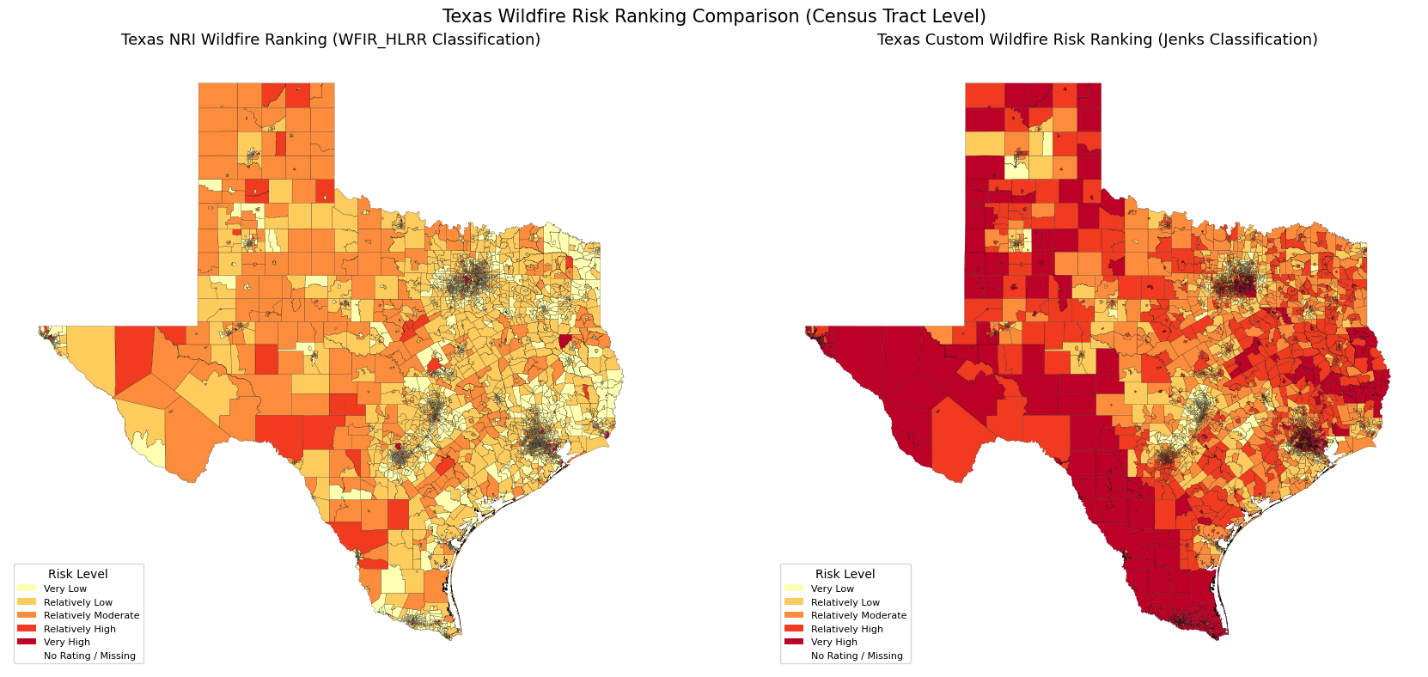 Texas Wildfire Risk Ranking Comparison (Census Tract Level)
Texas NRI Wildfire Ranking (WFIR_HLRR Classification)
Texas Custom Wildfire Risk Ranking (Jenks Classification)
Risk Level
Very Low
Relatively Low
Relatively Moderate
Relatively High
Very High
No Rating / Missing
Risk Level
Very Low
Relatively Low
Relatively Moderate
Relatively High
Very High
No Rating / Missing